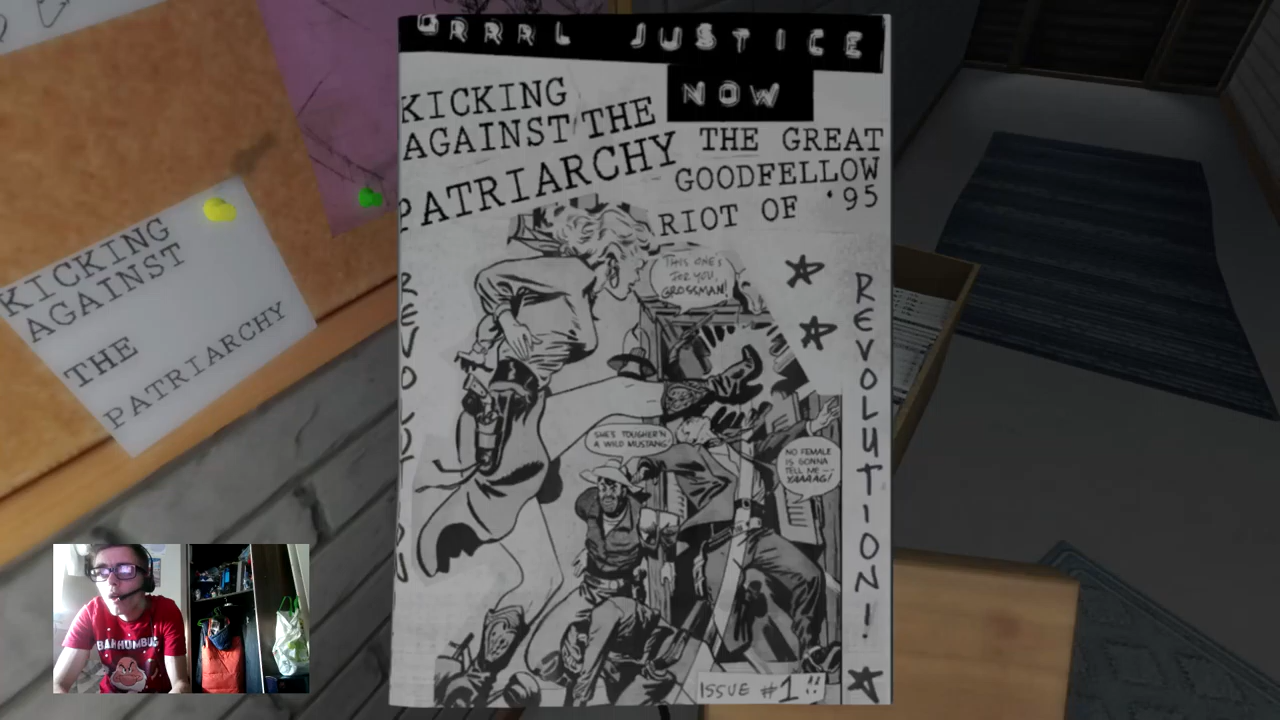 GRRRL JUSTICE
NOW
KICKING
AGAINST THE
PATRIARCHY
THE GREAT
GOODFELLOW
RIOT OF '95
THIS ONE'S
FOR YOU,
GROSSMAN!
REVOLUTION
REVOLUTION!
SHE'S TOUGHER'N
A WILD MUSTANG!
NO FEMALE
IS GONNA
TELL ME--
YAAAAG!
ISSUE #1!!
KICKING
AGAINST
THE
PATRIARCHY
BAH HUMBUG